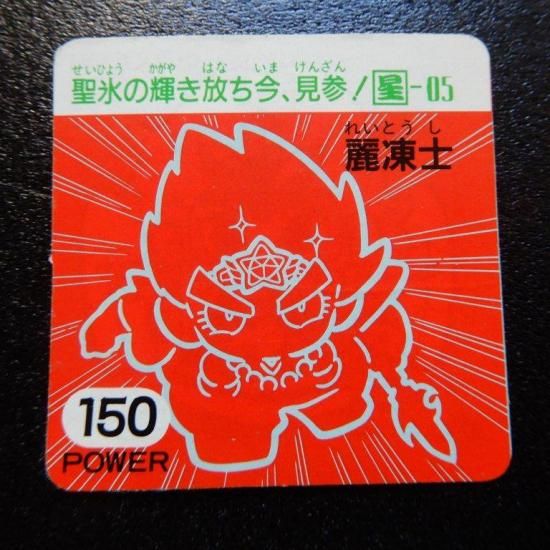 せいひょう かがや はな いま けんざん
聖氷の輝き放ち今、見参！星-05
れいとうし
麗凍士
150
POWER